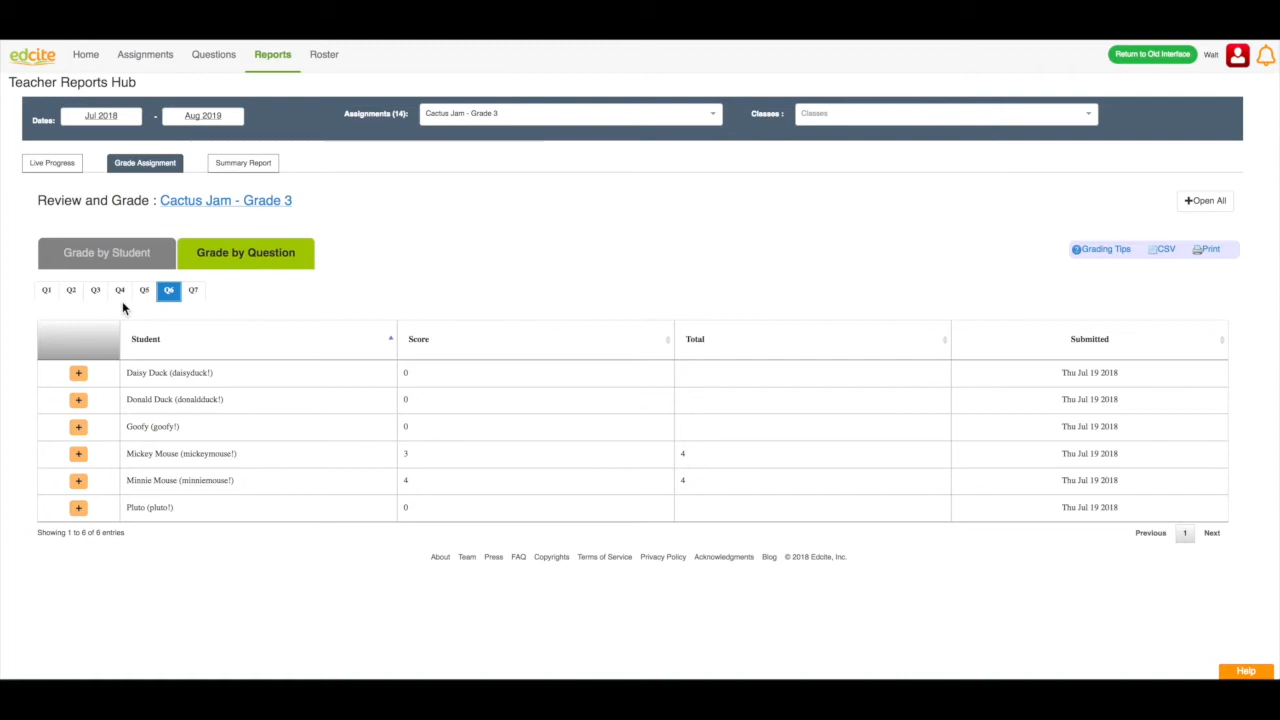 edcite Home Assignments Questions Reports Roster Return to Old Interface Walt
Teacher Reports Hub
Dates: Jul 2018 - Aug 2019 Assignments (14): Cactus Jam - Grade 3 Classes : Classes
Live Progress Grade Assignment Summary Report
Review and Grade : Cactus Jam - Grade 3 +Open All
Grade by Student Grade by Question ?Grading Tips CSV Print
Q1 Q2 Q3 Q4 Q5 Q6 Q7
Student Score Total Submitted
+ Daisy Duck (daisyduck!) 0 Thu Jul 19 2018
+ Donald Duck (donaldduck!) 0 Thu Jul 19 2018
+ Goofy (goofy!) 0 Thu Jul 19 2018
+ Mickey Mouse (mickeymouse!) 3 4 Thu Jul 19 2018
+ Minnie Mouse (minniemouse!) 4 4 Thu Jul 19 2018
+ Pluto (pluto!) 0 Thu Jul 19 2018
Showing 1 to 6 of 6 entries Previous 1 Next
About Team Press FAQ Copyrights Terms of Service Privacy Policy Acknowledgments Blog © 2018 Edcite, Inc.
Help